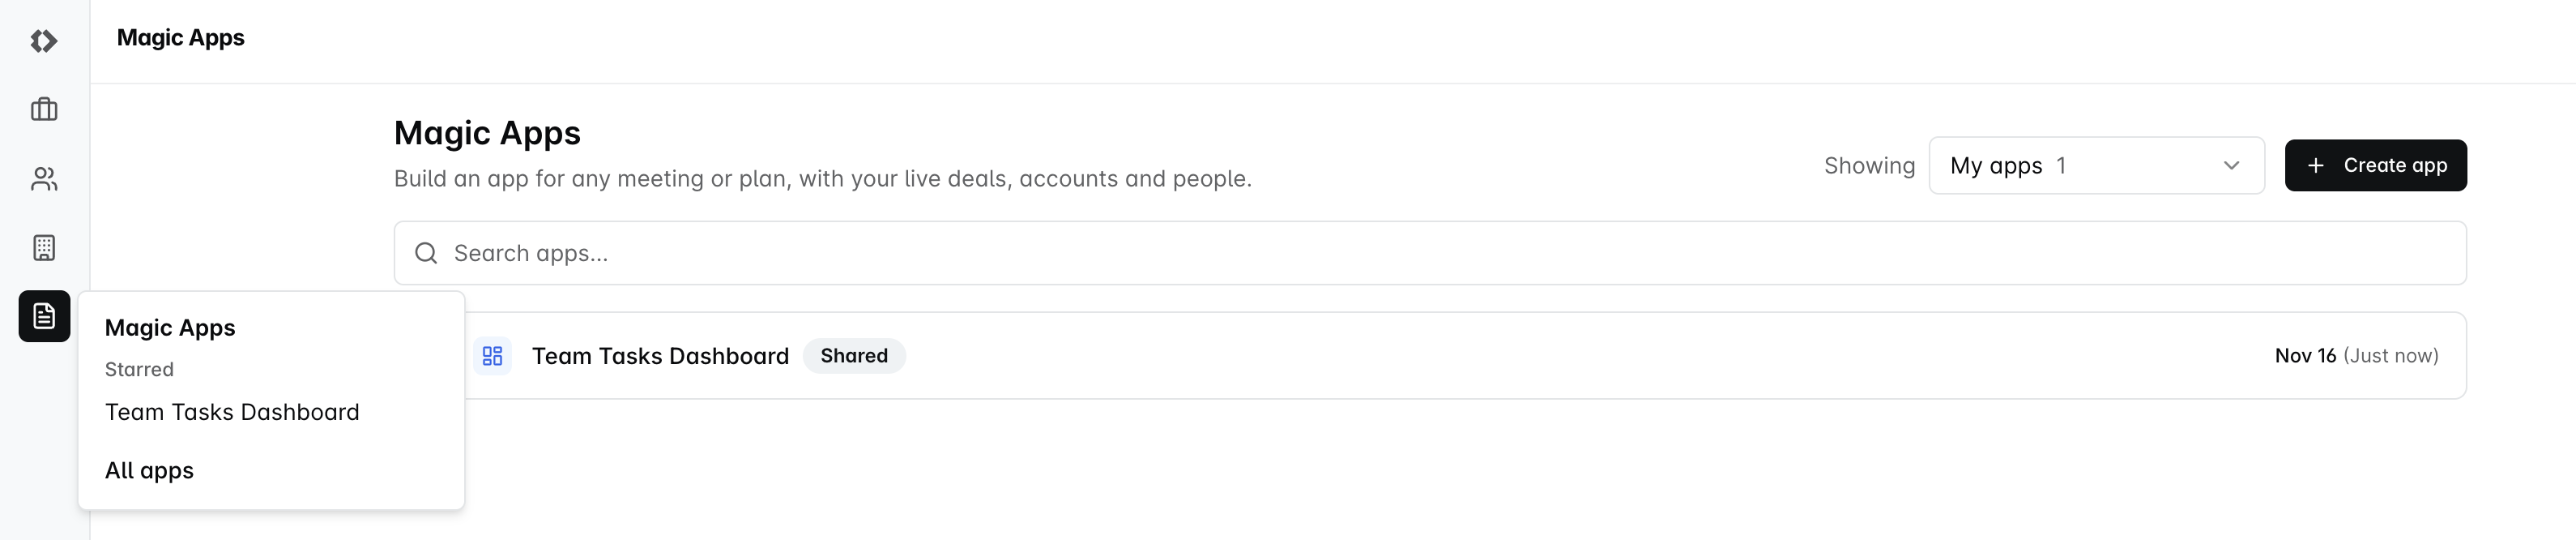 Magic Apps
Magic Apps
Build an app for any meeting or plan, with your live deals, accounts and people.
Showing
My apps 1
Create app
Search apps...
Magic Apps
Starred
Team Tasks Dashboard
All apps
Team Tasks Dashboard
Shared
Nov 16 (Just now)